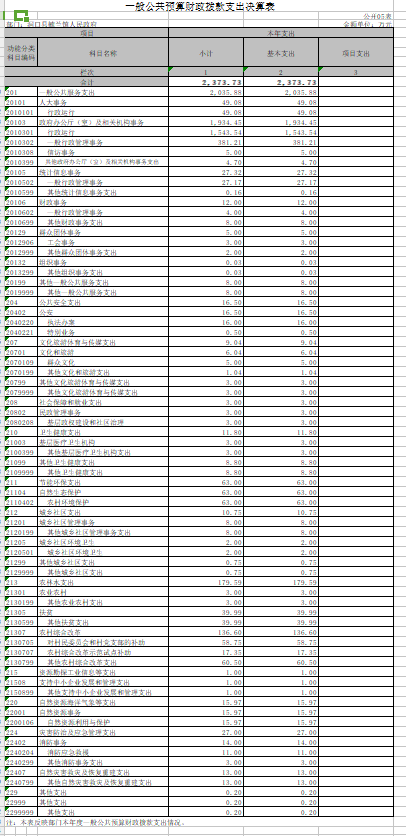 一般公共预算财政拨款支出决算表
公开05表
部门：洞口县毓兰镇人民政府 金额单位：万元
项目 本年支出
功能分类科目编码 科目名称 小计 基本支出 项目支出
栏次 1 2 3
合计 2,373.73 2,373.73
201 一般公共服务支出 2,035.88 2,035.88
20101 人大事务 49.08 49.08
2010101 行政运行 49.08 49.08
20103 政府办公厅（室）及相关机构事务 1,934.45 1,934.45
2010301 行政运行 1,543.54 1,543.54
2010302 一般行政管理事务 381.21 381.21
2010308 信访事务 5.00 5.00
2010399 其他政府办公厅（室）及相关机构事务支出 4.70 4.70
20105 统计信息事务 27.32 27.32
2010502 一般行政管理事务 27.17 27.17
2010599 其他统计信息事务支出 0.16 0.16
20106 财政事务 12.00 12.00
2010602 一般行政管理事务 4.00 4.00
2010699 其他财政事务支出 8.00 8.00
20129 群众团体事务 5.00 5.00
2012906 工会事务 3.00 3.00
2012999 其他群众团体事务支出 2.00 2.00
20132 组织事务 0.03 0.03
2013299 其他组织事务支出 0.03 0.03
20199 其他一般公共服务支出 8.00 8.00
2019999 其他一般公共服务支出 8.00 8.00
204 公共安全支出 16.50 16.50
20402 公安 16.50 16.50
2040220 执法办案 16.00 16.00
2040221 特别业务 0.50 0.50
207 文化旅游体育与传媒支出 9.04 9.04
20701 文化和旅游 6.04 6.04
2070109 群众文化 5.00 5.00
2070199 其他文化和旅游支出 1.04 1.04
20799 其他文化旅游体育与传媒支出 3.00 3.00
2079999 其他文化旅游体育与传媒支出 3.00 3.00
208 社会保障和就业支出 3.00 3.00
20802 民政管理事务 3.00 3.00
2080208 基层政权建设和社区治理 3.00 3.00
210 卫生健康支出 11.80 11.80
21003 基层医疗卫生机构 3.00 3.00
2100399 其他基层医疗卫生机构支出 3.00 3.00
21099 其他卫生健康支出 8.80 8.80
2109999 其他卫生健康支出 8.80 8.80
211 节能环保支出 63.00 63.00
21104 自然生态保护 63.00 63.00
2110402 农村环境保护 63.00 63.00
212 城乡社区支出 10.75 10.75
21201 城乡社区管理事务 8.00 8.00
2120199 其他城乡社区管理事务支出 8.00 8.00
21205 城乡社区环境卫生 2.00 2.00
2120501 城乡社区环境卫生 2.00 2.00
21299 其他城乡社区支出 0.75 0.75
2129999 其他城乡社区支出 0.75 0.75
213 农林水支出 179.59 179.59
21301 农业农村 3.00 3.00
2130199 其他农业农村支出 3.00 3.00
21305 扶贫 39.99 39.99
2130599 其他扶贫支出 39.99 39.99
21307 农村综合改革 136.60 136.60
2130705 对村民委员会和村党支部的补助 58.75 58.75
2130707 农村综合改革示范试点补助 17.35 17.35
2130799 其他农村综合改革支出 60.50 60.50
215 资源勘探工业信息等支出 1.00 1.00
21508 支持中小企业发展和管理支出 1.00 1.00
2150899 其他支持中小企业发展和管理支出 1.00 1.00
220 自然资源海洋气象等支出 15.97 15.97
22001 自然资源事务 15.97 15.97
2200106 自然资源利用与保护 15.97 15.97
224 灾害防治及应急管理支出 27.00 27.00
22402 消防事务 14.00 14.00
2240204 消防应急救援 11.00 11.00
2240299 其他消防事务支出 3.00 3.00
22407 自然灾害救灾及恢复重建支出 13.00 13.00
2240799 其他自然灾害救灾及恢复重建支出 13.00 13.00
229 其他支出 0.20 0.20
22999 其他支出 0.20 0.20
2299999 其他支出 0.20 0.20
注：本表反映部门本年度一般公共预算财政拨款支出情况。